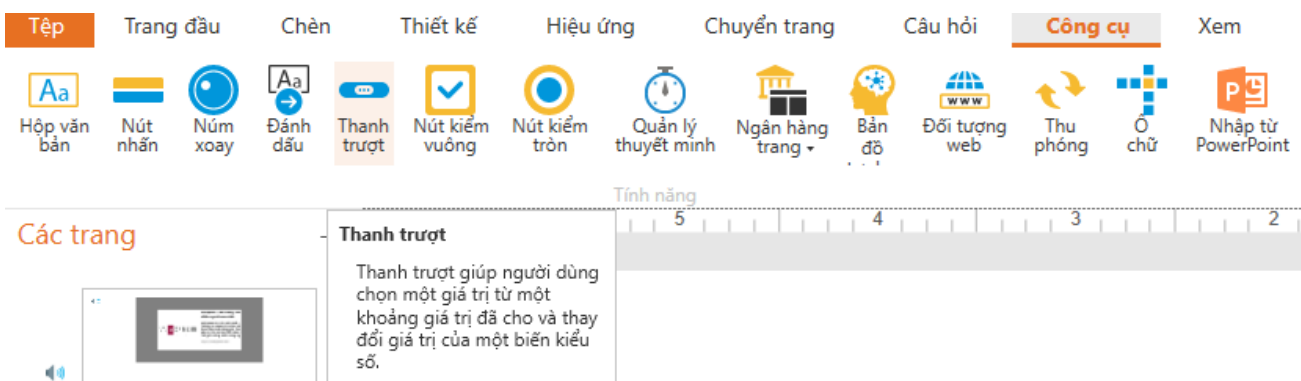 Tệp Trang đầu Chèn Thiết kế Hiệu ứng Chuyển trang Câu hỏi Công cụ Xem
Aa Aa www P
Hộp văn Nút Núm Đánh Thanh Nút kiểm Nút kiểm Quản lý Ngân hàng Bản Đối tượng Thu Ô Nhập từ
bản nhấn xoay dấu trượt vuông tròn thuyết minh trang đồ web phóng chữ PowerPoint
Tính năng
5 4 3 2
Các trang
Thanh trượt
Thanh trượt giúp người dùng
chọn một giá trị từ một
khoảng giá trị đã cho và thay
đổi giá trị của một biến kiểu
số.